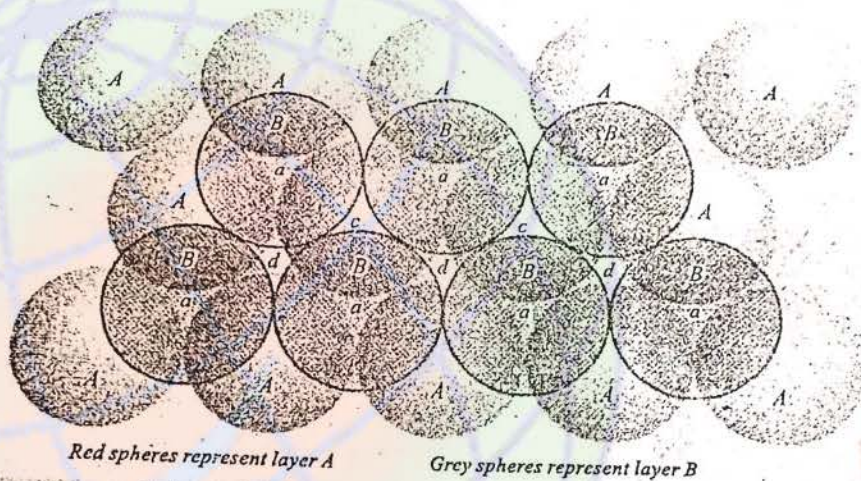 A A A A A
B B B
a a a
A c c A
B d B d B d B
a a a a
A A A A A
Red spheres represent layer A
Grey spheres represent layer B